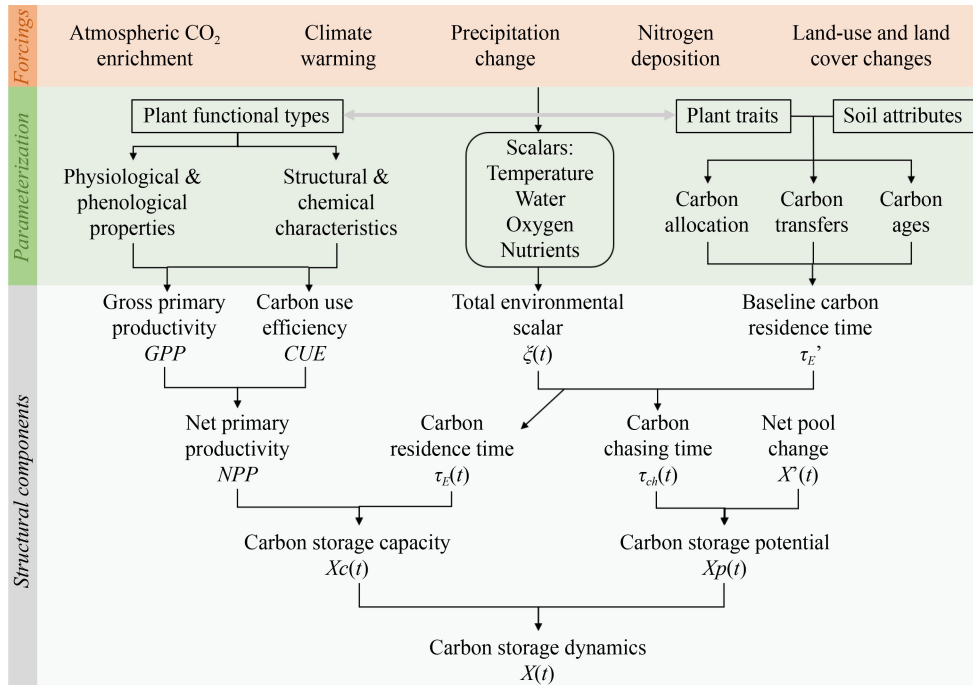 Forcings
Atmospheric CO₂
enrichment
Climate
warming
Precipitation
change
Nitrogen
deposition
Land-use and land
cover changes
Parameterization
Plant functional types
Plant traits
Soil attributes
Physiological &
phenological
properties
Structural &
chemical
characteristics
Scalars:
Temperature
Water
Oxygen
Nutrients
Carbon
allocation
Carbon
transfers
Carbon
ages
Structural components
Gross primary
productivity
GPP
Carbon use
efficiency
CUE
Total environmental
scalar
ξ(t)
Baseline carbon
residence time
τE’
Net primary
productivity
NPP
Carbon
residence time
τE(t)
Carbon
chasing time
τch(t)
Net pool
change
X’(t)
Carbon storage capacity
Xc(t)
Carbon storage potential
Xp(t)
Carbon storage dynamics
X(t)